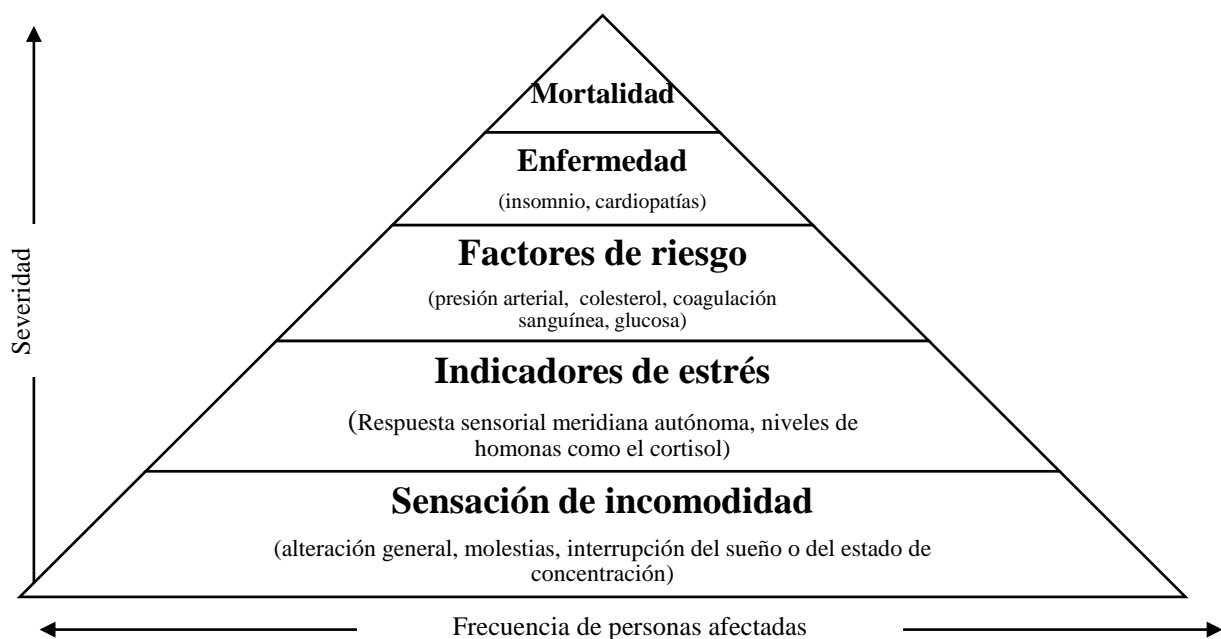 Mortalidad
Enfermedad
(insomnio, cardiopatías)
Factores de riesgo
(presión arterial, colesterol, coagulación
sanguínea, glucosa)
Indicadores de estrés
(Respuesta sensorial meridiana autónoma, niveles de
homonas como el cortisol)
Sensación de incomodidad
(alteración general, molestias, interrupción del sueño o del estado de
concentración)
Severidad
Frecuencia de personas afectadas